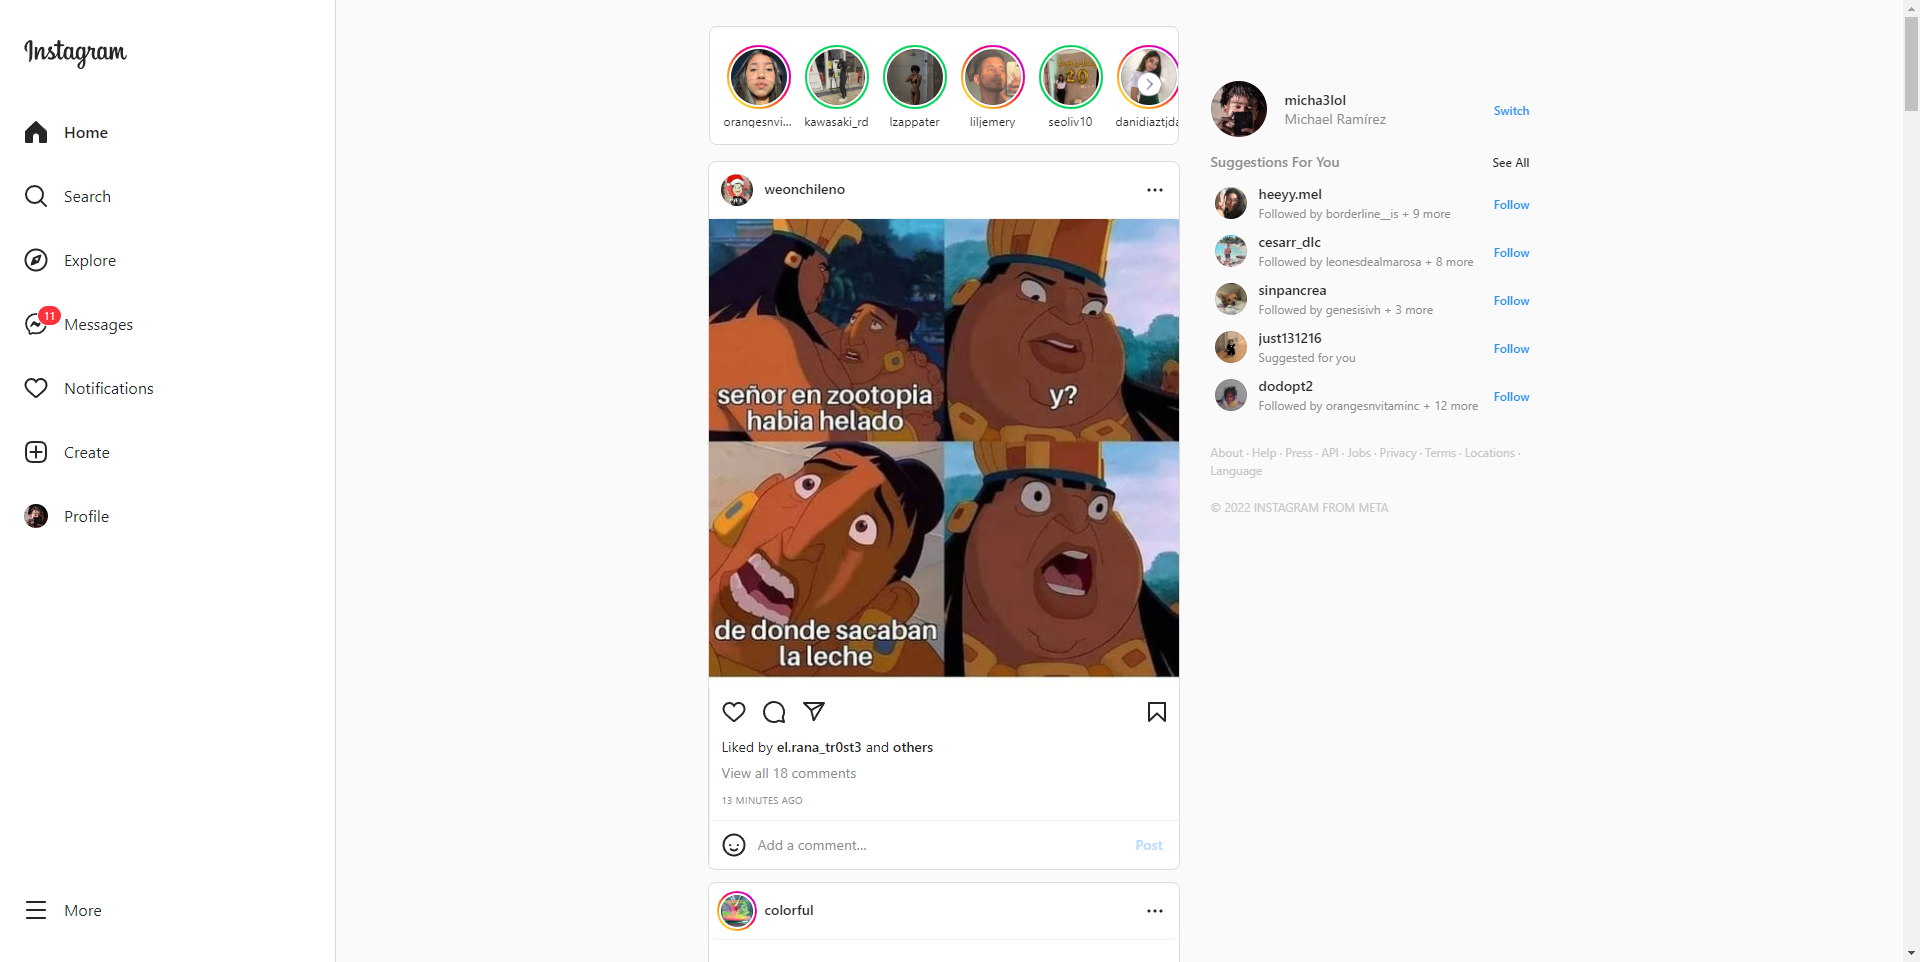 Instagram
Home
Search
Explore
11
Messages
Notifications
Create
Profile
More
orangesnvi...
kawasaki_rd
lzappater
liljemery
seoliv10
danidiaztjda
weonchileno
señor en zootopia
habia helado
y?
de donde sacaban
la leche
Liked by el.rana_tr0st3 and others
View all 18 comments
13 MINUTES AGO
Add a comment...
Post
colorful
micha3lol
Michael Ramírez
Switch
Suggestions For You
See All
heeyy.mel
Followed by borderline__is + 9 more
Follow
cesarr_dlc
Followed by leonesdealmarosa + 8 more
Follow
sinpancrea
Followed by genesisivh + 3 more
Follow
just131216
Suggested for you
Follow
dodopt2
Followed by orangesnvitaminc + 12 more
Follow
About · Help · Press · API · Jobs · Privacy · Terms · Locations ·
Language
© 2022 INSTAGRAM FROM META